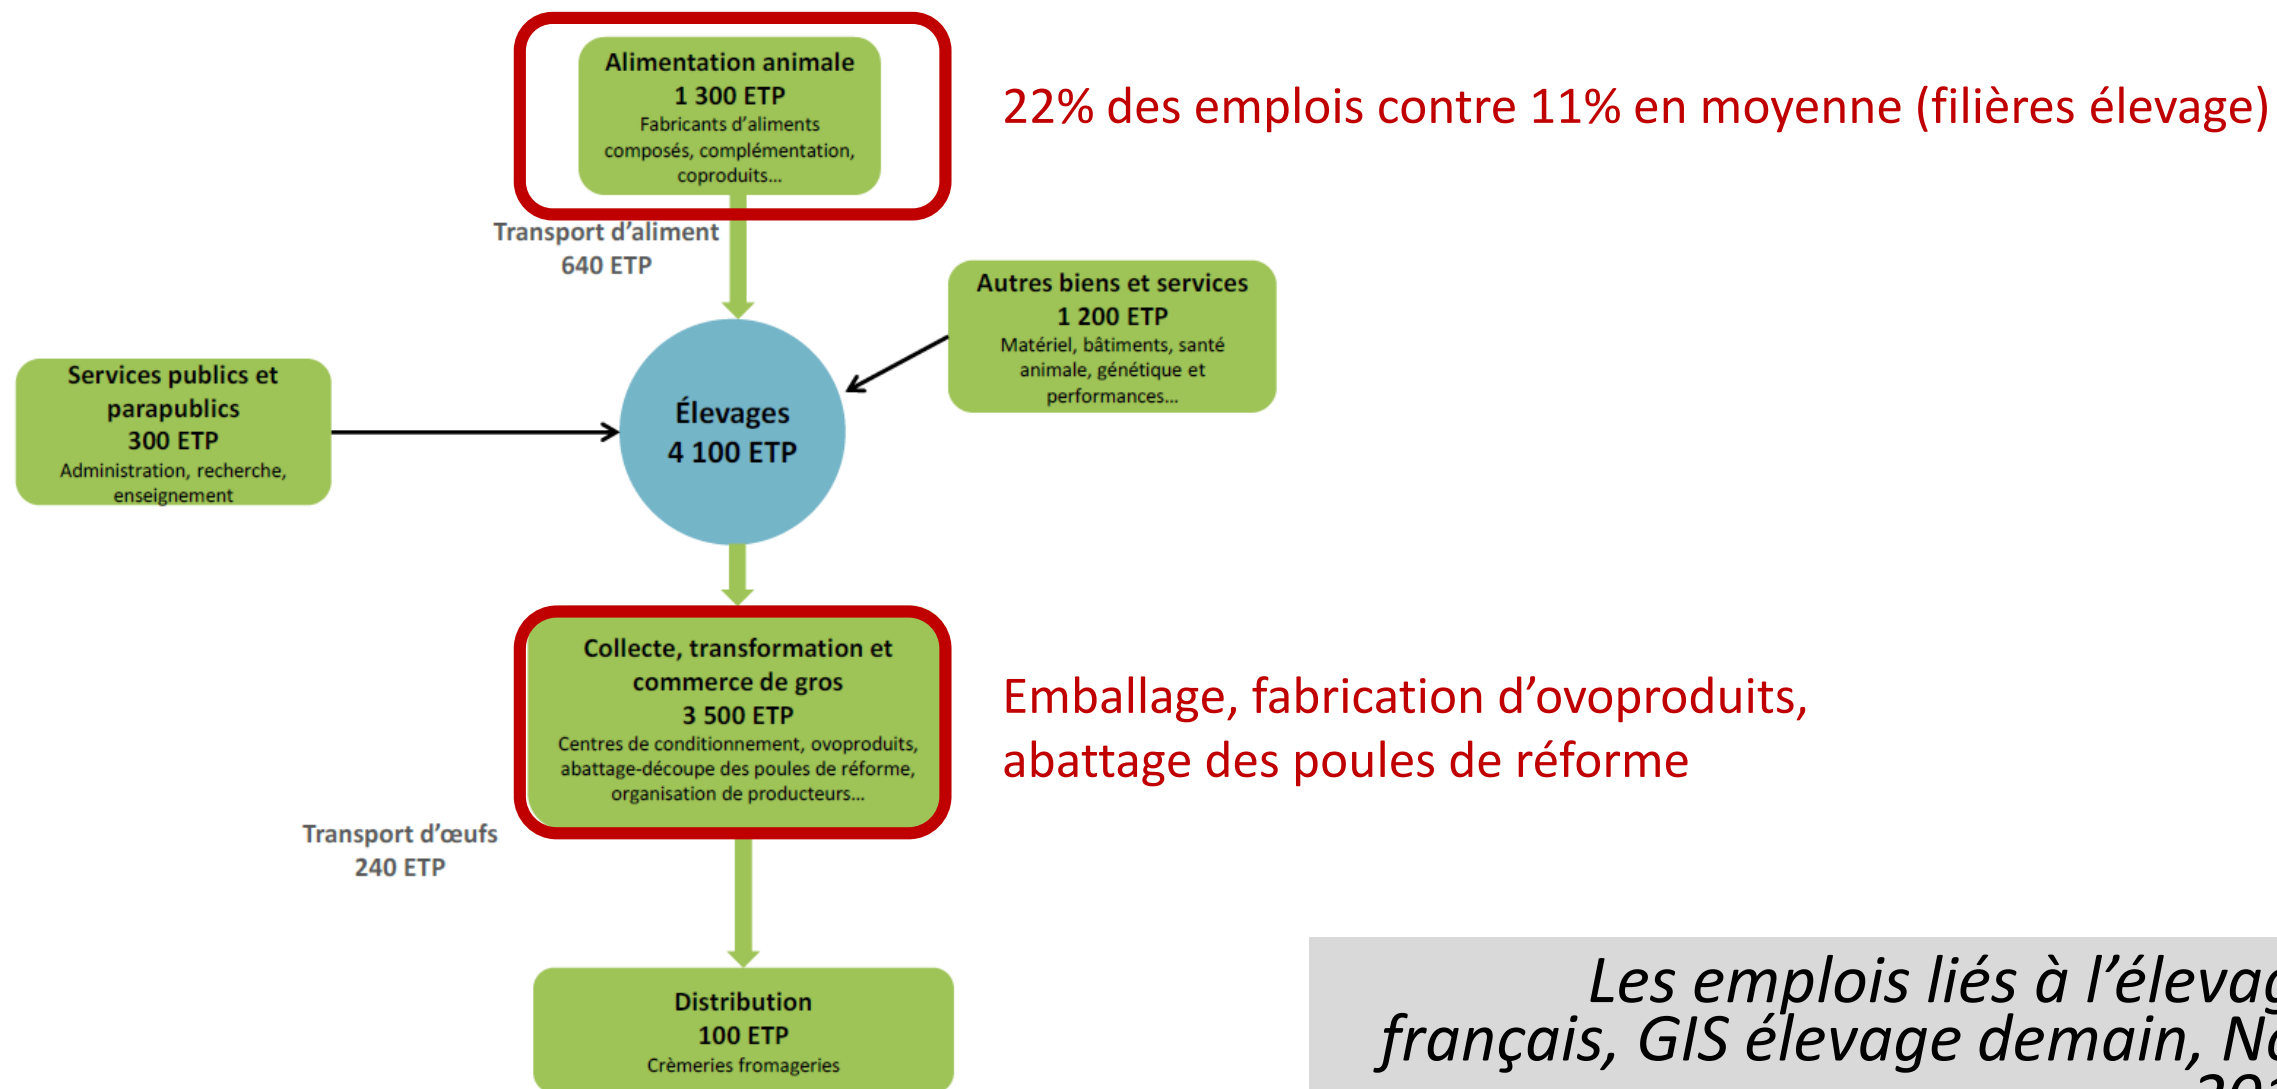 Alimentation animale
1 300 ETP
Fabricants d’aliments
composés, complémentation,
coproduits…
22% des emplois contre 11% en moyenne (filières élevage)
Transport d’aliment
640 ETP
Autres biens et services
1 200 ETP
Matériel, bâtiments, santé
animale, génétique et
performances…
Services publics et
parapublics
300 ETP
Administration, recherche,
enseignement
Élevages
4 100 ETP
Collecte, transformation et
commerce de gros
3 500 ETP
Centres de conditionnement, ovoproduits,
abattage-découpe des poules de réforme,
organisation de producteurs…
Emballage, fabrication d’ovoproduits,
abattage des poules de réforme
Transport d’œufs
240 ETP
Distribution
100 ETP
Crèmeries fromageries
Les emplois liés à l’élevag
français, GIS élevage demain,